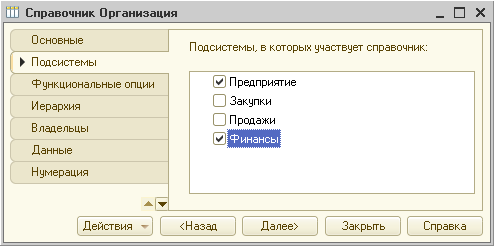 Справочник Организация
Основные
Подсистемы
Функциональные опции
Иерархия
Владельцы
Данные
Нумерация
Подсистемы, в которых участвует справочник:
Предприятие
Закупки
Продажи
Финансы
Действия
<Назад
Далее>
Закрыть
Справка